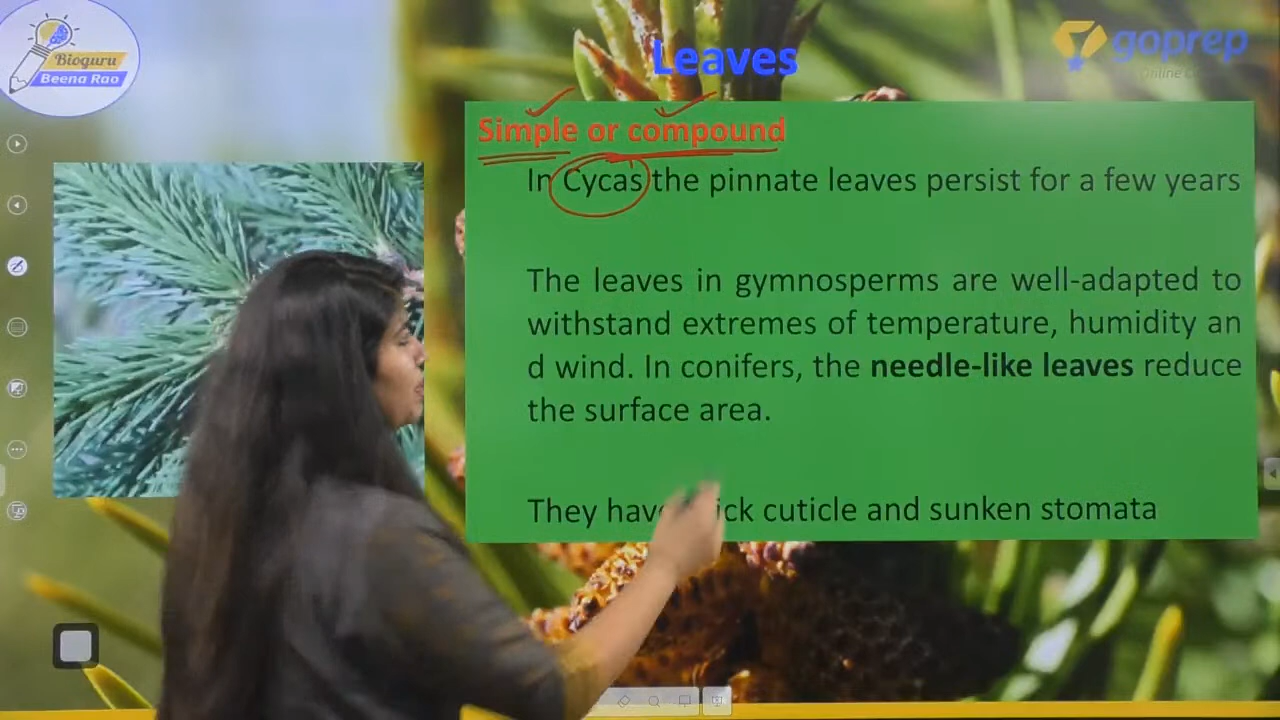 Bioguru
Beena Rao
Leaves
goprep
Online
Simple or compound
In Cycas the pinnate leaves persist for a few years
The leaves in gymnosperms are well-adapted to
withstand extremes of temperature, humidity an
d wind. In conifers, the needle-like leaves reduce
the surface area.
They have cuticle and sunken stomata